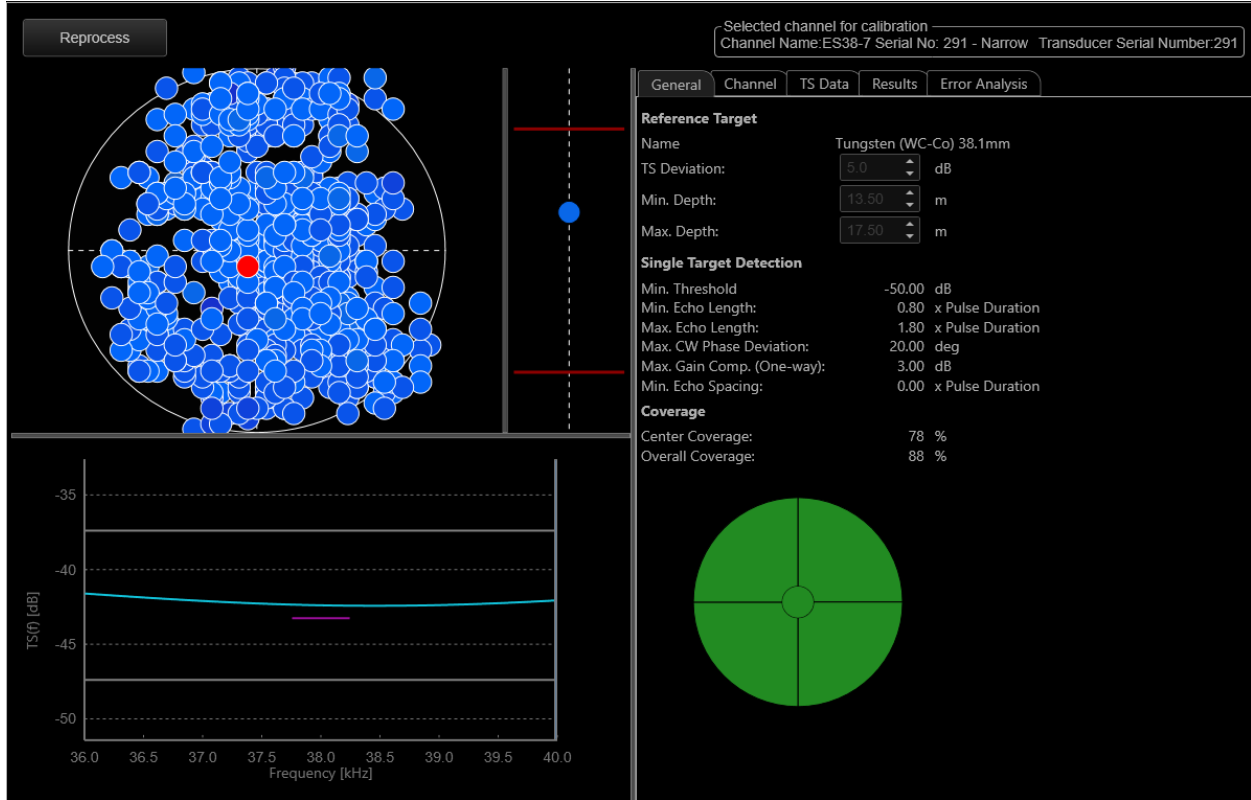 Reprocess
Selected channel for calibration
Channel Name:ES38-7 Serial No: 291 - Narrow Transducer Serial Number:291
General Channel TS Data Results Error Analysis
Reference Target
Name Tungsten (WC-Co) 38.1mm
TS Deviation: 5.0 dB
Min. Depth: 13.50 m
Max. Depth: 17.50 m
Single Target Detection
Min. Threshold -50.00 dB
Min. Echo Length: 0.80 x Pulse Duration
Max. Echo Length: 1.80 x Pulse Duration
Max. CW Phase Deviation: 20.00 deg
Max. Gain Comp. (One-way): 3.00 dB
Min. Echo Spacing: 0.00 x Pulse Duration
Coverage
Center Coverage: 78 %
Overall Coverage: 88 %
TS(f) [dB]
-35
-40
-45
-50
36.0 36.5 37.0 37.5 38.0 38.5 39.0 39.5 40.0
Frequency [kHz]